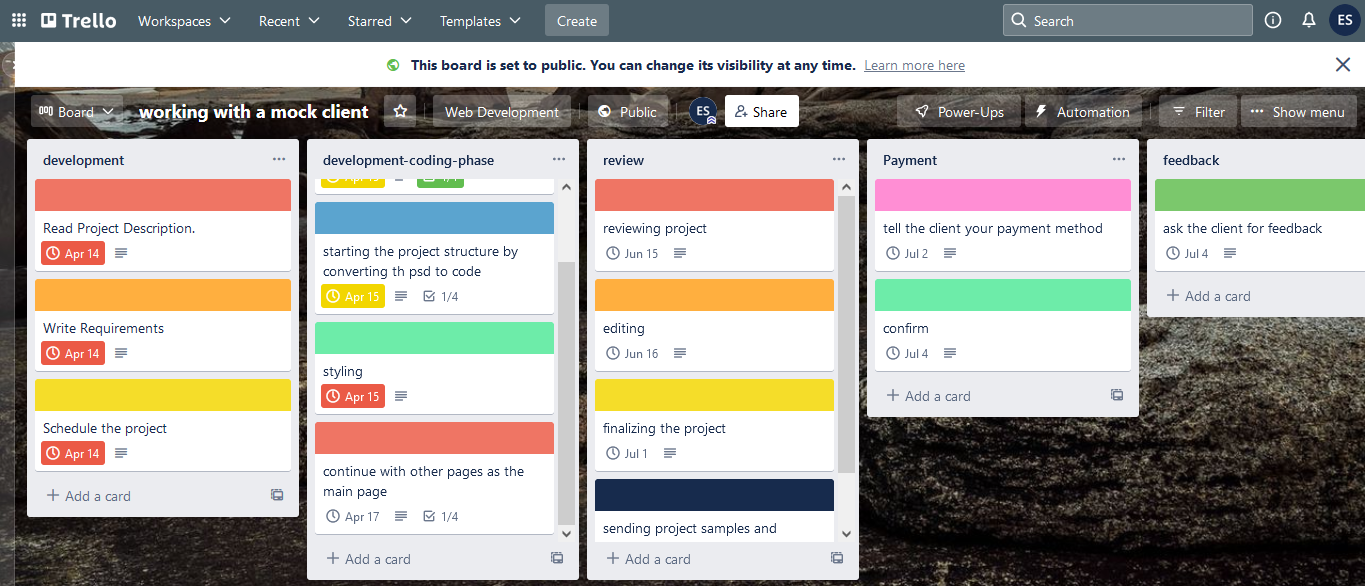 Trello
Workspaces
Recent
Starred
Templates
Create
Search
ES
This board is set to public. You can change its visibility at any time. Learn more here
Board
working with a mock client
Web Development
Public
ES
Share
Power-Ups
Automation
Filter
Show menu
development
Read Project Description.
Apr 14
Write Requirements
Apr 14
Schedule the project
Apr 14
Add a card
development-coding-phase
starting the project structure by
converting th psd to code
Apr 15 1/4
styling
Apr 15
continue with other pages as the
main page
Apr 17 1/4
Add a card
review
reviewing project
Jun 15
editing
Jun 16
finalizing the project
Jul 1
sending project samples and
Add a card
Payment
tell the client your payment method
Jul 2
confirm
Jul 4
Add a card
feedback
ask the client for feedback
Jul 4
Add a card